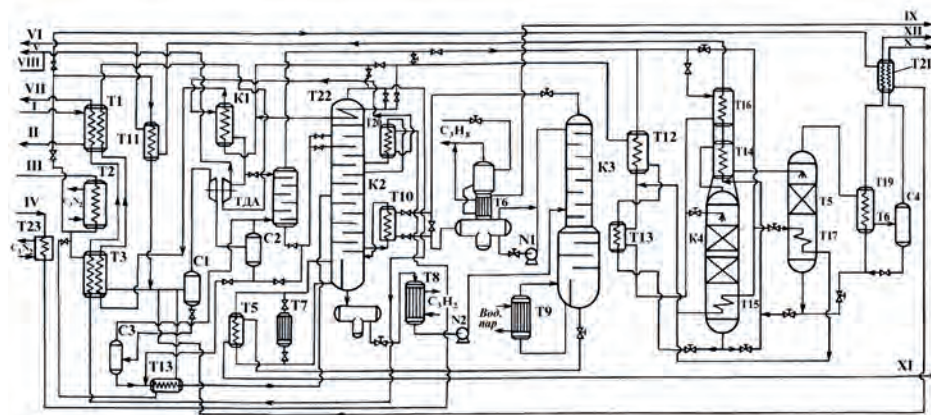 VI
V
VIII
VII
I
II
III
IV
T23
T1
T2
T3
T11
K1
T22
ТДА
C2
C1
C3
T13
T5
T7
K2
T10
T8
N2
C₃H₈
T6
N1
K3
T9
Вод.
пар
T12
T13
T16
T14
K4
T15
T5
T17
T19
T6
C4
IX
XII
X
T21
XI